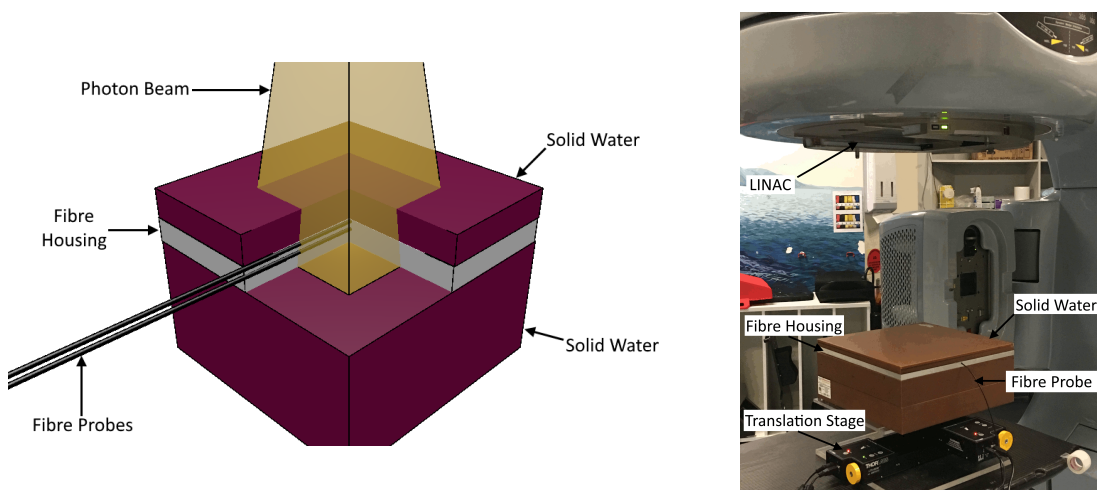 Photon Beam
Solid Water
Fibre
Housing
Solid Water
Fibre Probes
LINAC
Solid Water
Fibre Housing
Fibre Probe
Translation Stage
THOR